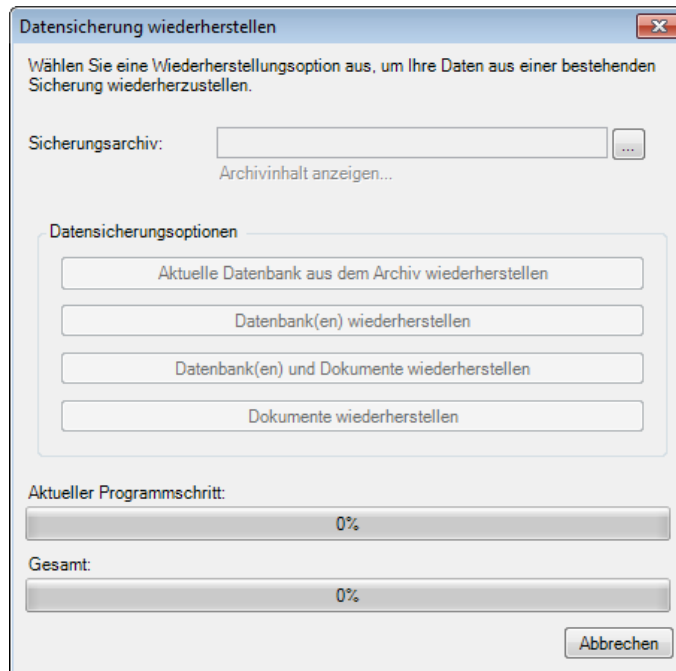 Datensicherung wiederherstellen
Wählen Sie eine Wiederherstellungsoption aus, um Ihre Daten aus einer bestehenden
Sicherung wiederherzustellen.
Sicherungsarchiv:
...
Archivinhalt anzeigen...
Datensicherungsoptionen
Aktuelle Datenbank aus dem Archiv wiederherstellen
Datenbank(en) wiederherstellen
Datenbank(en) und Dokumente wiederherstellen
Dokumente wiederherstellen
Aktueller Programmschritt:
0%
Gesamt:
0%
Abbrechen